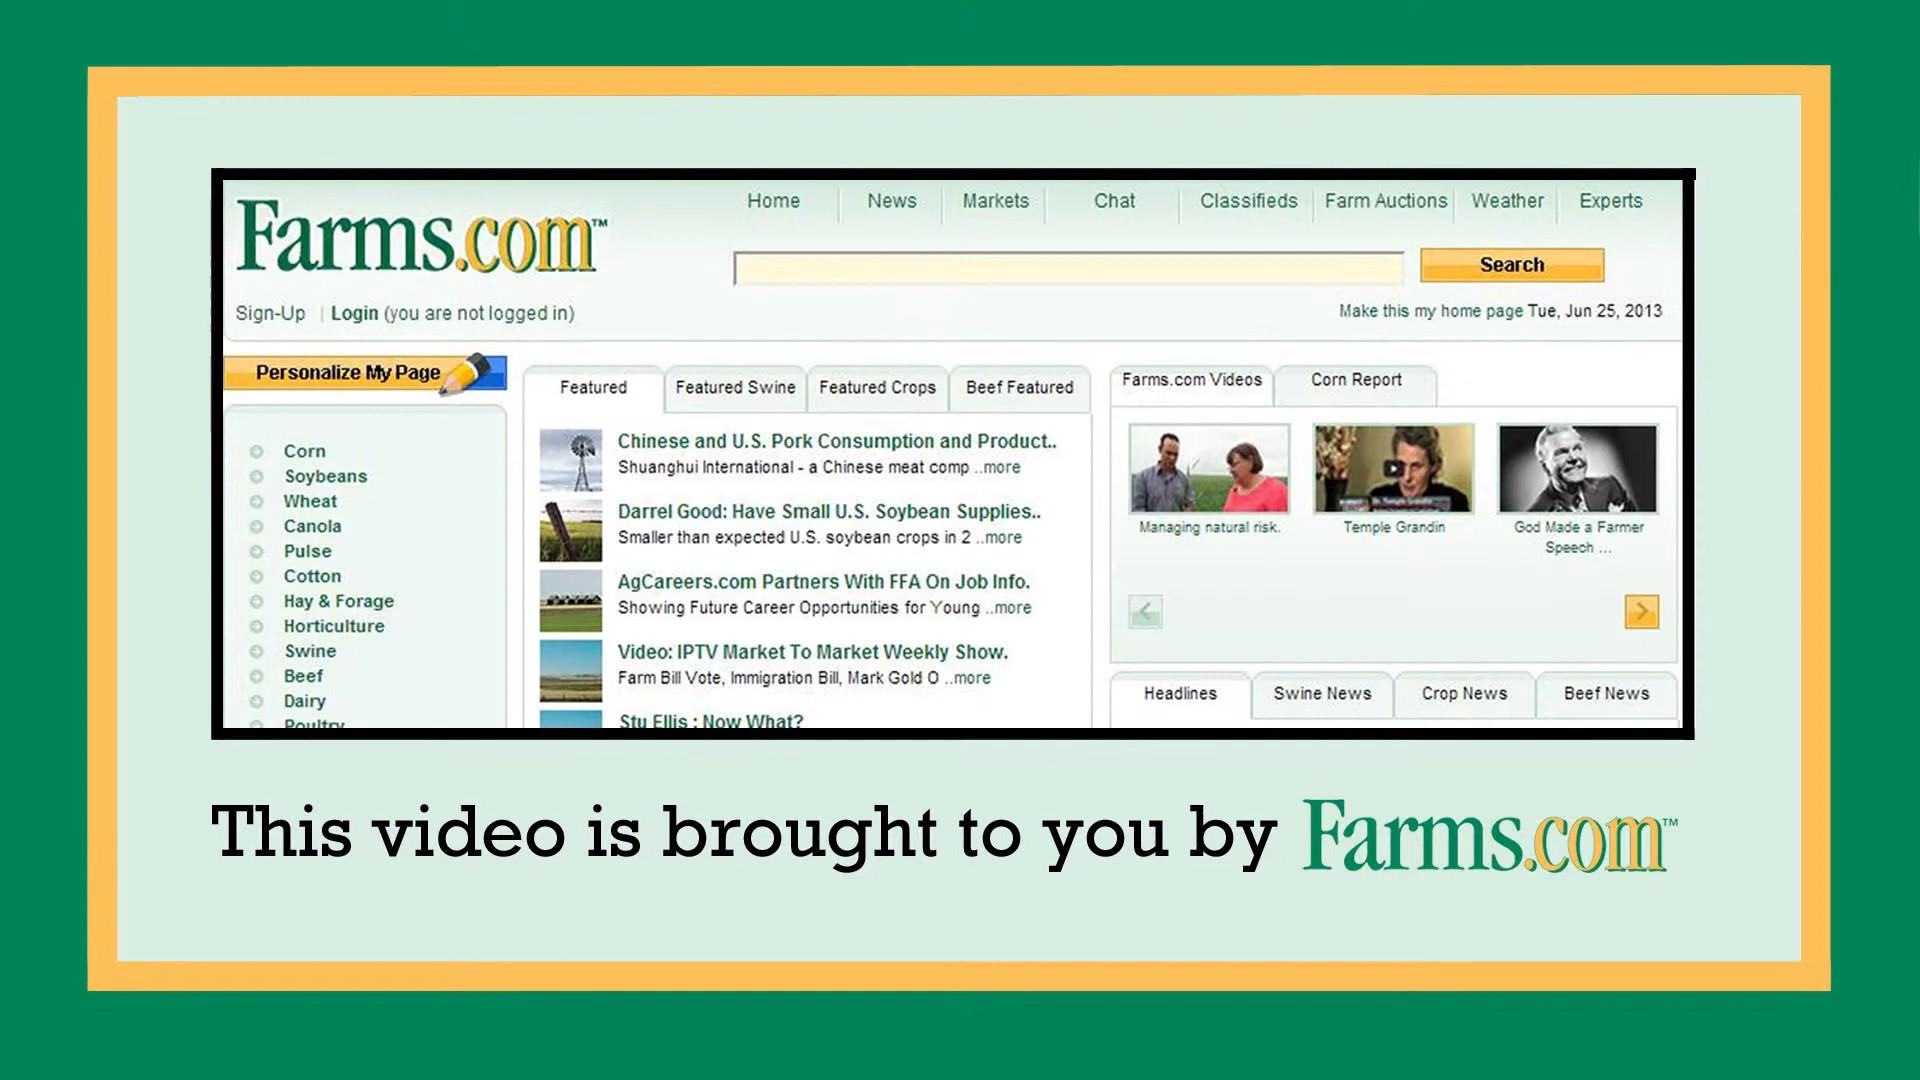 Farms.com™
Home
News
Markets
Chat
Classifieds
Farm Auctions
Weather
Experts
Search
Sign-Up | Login (you are not logged in)
Make this my home page Tue, Jun 25, 2013
Personalize My Page
Corn
Soybeans
Wheat
Canola
Pulse
Cotton
Hay & Forage
Horticulture
Swine
Beef
Dairy
Poultry
Featured
Featured Swine
Featured Crops
Beef Featured
Chinese and U.S. Pork Consumption and Product..
Shuanghui International - a Chinese meat comp ..more
Darrel Good: Have Small U.S. Soybean Supplies..
Smaller than expected U.S. soybean crops in 2 ..more
AgCareers.com Partners With FFA On Job Info.
Showing Future Career Opportunities for Young ..more
Video: IPTV Market To Market Weekly Show.
Farm Bill Vote, Immigration Bill, Mark Gold O ..more
Stu Ellis : Now What?
Farms.com Videos
Corn Report
Managing natural risk.
Temple Grandin
God Made a Farmer
Speech ...
Headlines
Swine News
Crop News
Beef News
This video is brought to you by Farms.com™